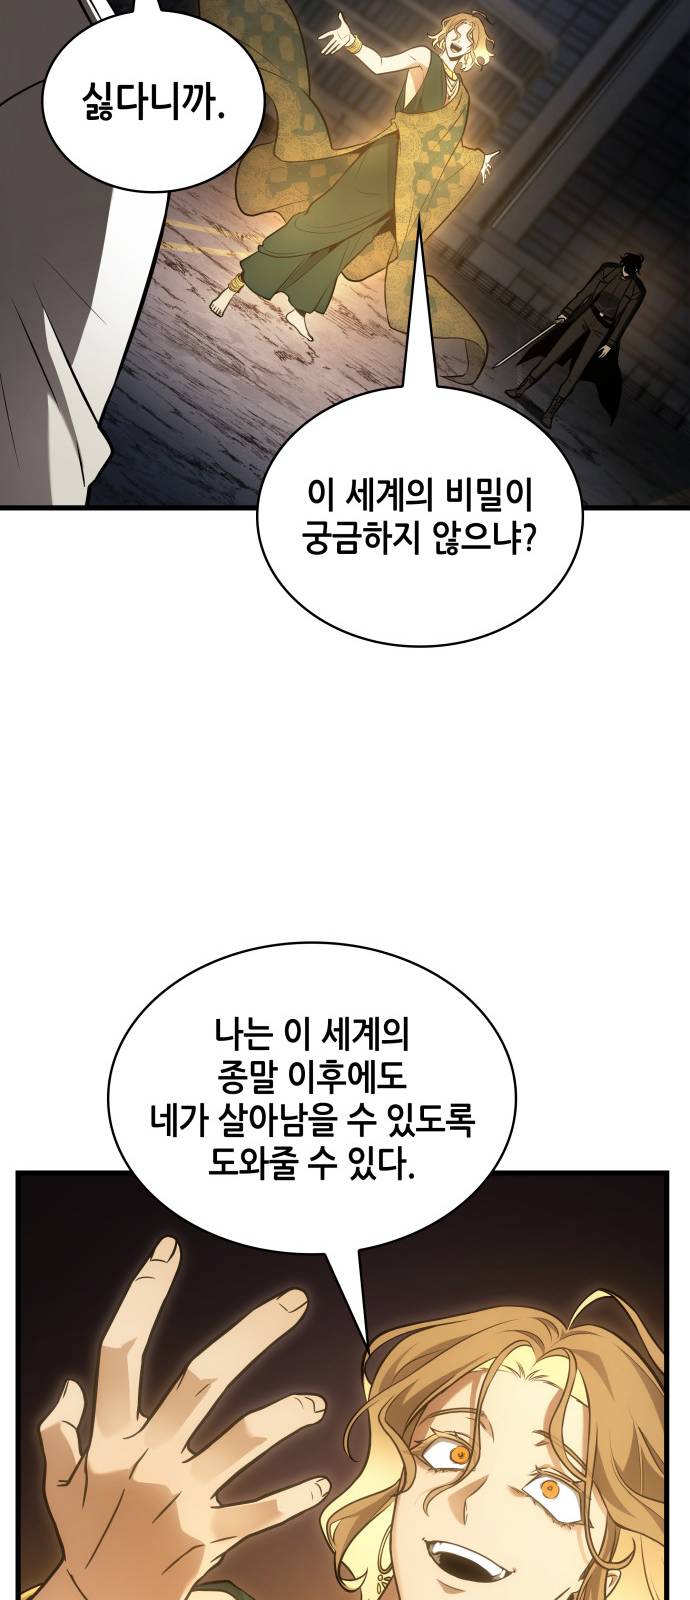 싫다니까.
이 세계의 비밀이
궁금하지 않으냐?
나는 이 세계의
종말 이후에도
네가 살아남을 수 있도록
도와줄 수 있다.